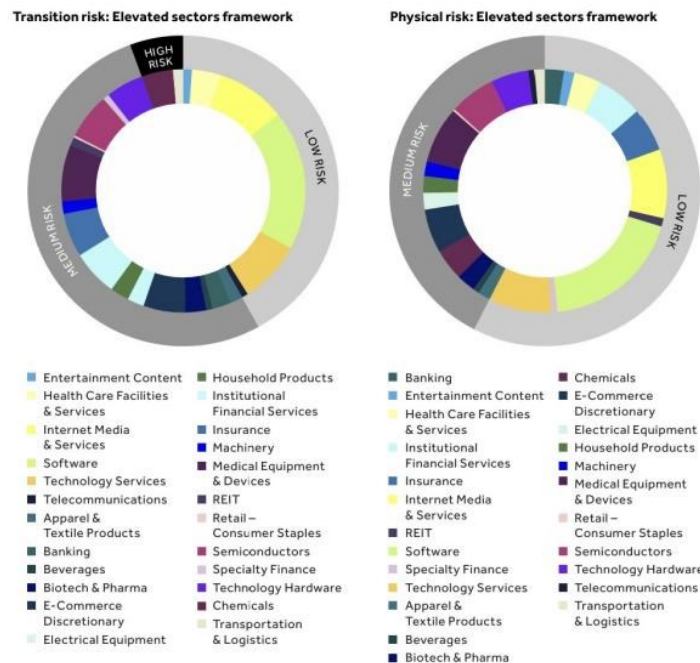 Transition risk: Elevated sectors framework
HIGH
RISK
LOW RISK
MEDIUM RISK
Entertainment Content
Health Care Facilities
& Services
Internet Media
& Services
Software
Technology Services
Telecommunications
Apparel &
Textile Products
Banking
Beverages
Biotech & Pharma
E-Commerce
Discretionary
Electrical Equipment
Household Products
Institutional
Financial Services
Insurance
Machinery
Medical Equipment
& Devices
REIT
Retail –
Consumer Staples
Semiconductors
Specialty Finance
Technology Hardware
Chemicals
Transportation
& Logistics
Physical risk: Elevated sectors framework
MEDIUM RISK
LOW RISK
Banking
Entertainment Content
Health Care Facilities
& Services
Institutional
Financial Services
Insurance
Internet Media
& Services
REIT
Software
Specialty Finance
Technology Services
Apparel &
Textile Products
Beverages
Biotech & Pharma
Chemicals
E-Commerce
Discretionary
Electrical Equipment
Household Products
Machinery
Medical Equipment
& Devices
Retail –
Consumer Staples
Semiconductors
Technology Hardware
Telecommunications
Transportation
& Logistics